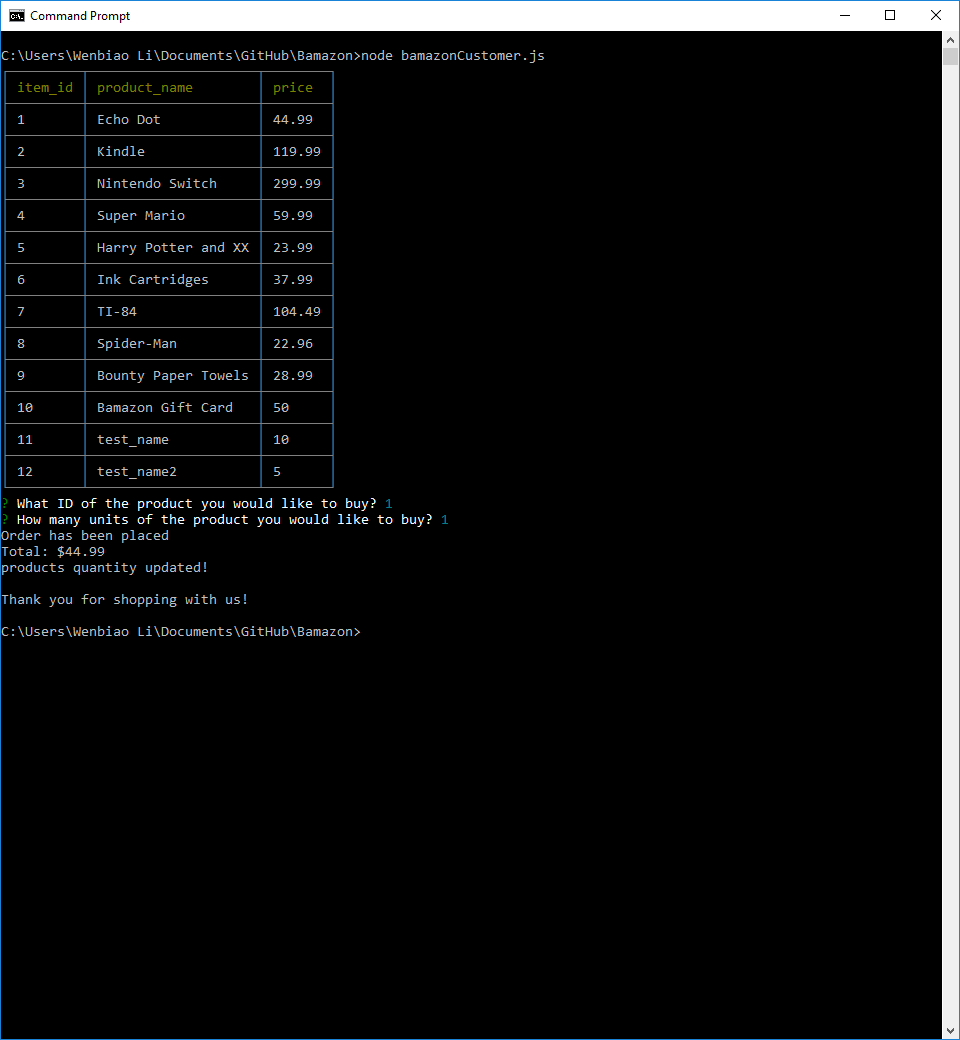 Command Prompt
C:\Users\Wenbiao Li\Documents\GitHub\Bamazon>node bamazonCustomer.js
item_id product_name price
1 Echo Dot 44.99
2 Kindle 119.99
3 Nintendo Switch 299.99
4 Super Mario 59.99
5 Harry Potter and XX 23.99
6 Ink Cartridges 37.99
7 TI-84 104.49
8 Spider-Man 22.96
9 Bounty Paper Towels 28.99
10 Bamazon Gift Card 50
11 test_name 10
12 test_name2 5
? What ID of the product you would like to buy? 1
? How many units of the product you would like to buy? 1
Order has been placed
Total: $44.99
products quantity updated!
Thank you for shopping with us!
C:\Users\Wenbiao Li\Documents\GitHub\Bamazon>